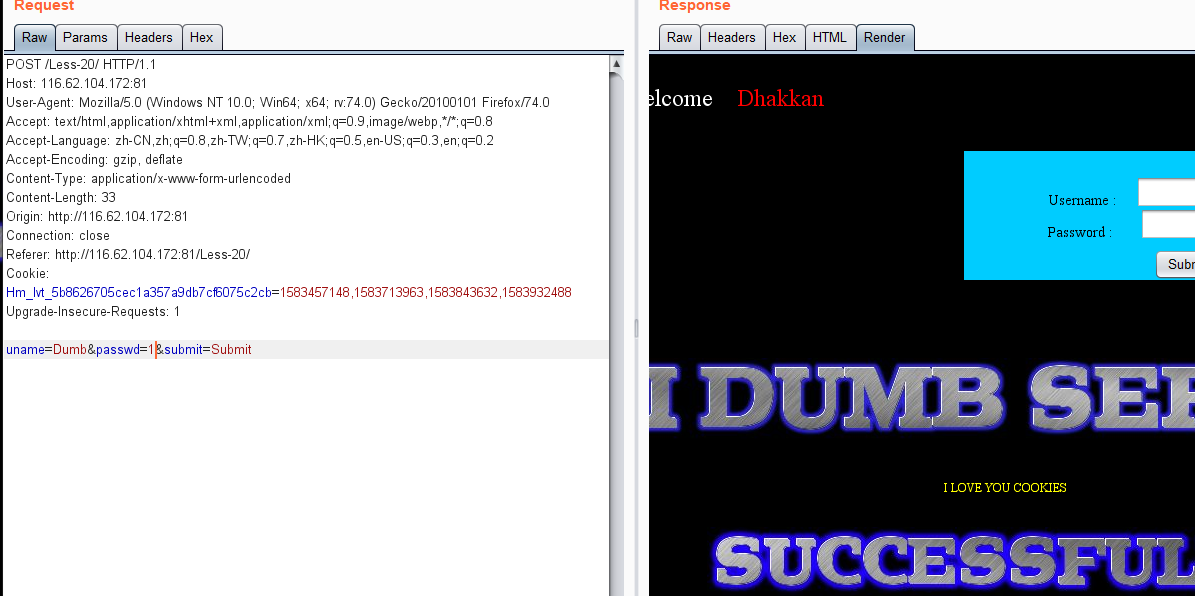 Request
Raw Params Headers Hex
POST /Less-20/ HTTP/1.1
Host: 116.62.104.172:81
User-Agent: Mozilla/5.0 (Windows NT 10.0; Win64; x64; rv:74.0) Gecko/20100101 Firefox/74.0
Accept: text/html,application/xhtml+xml,application/xml;q=0.9,image/webp,*/*;q=0.8
Accept-Language: zh-CN,zh;q=0.8,zh-TW;q=0.7,zh-HK;q=0.5,en-US;q=0.3,en;q=0.2
Accept-Encoding: gzip, deflate
Content-Type: application/x-www-form-urlencoded
Content-Length: 33
Origin: http://116.62.104.172:81
Connection: close
Referer: http://116.62.104.172:81/Less-20/
Cookie:
Hm_lvt_5b8626705cec1a357a9db7cf6075c2cb=1583457148,1583713963,1583843632,1583932488
Upgrade-Insecure-Requests: 1
uname=Dumb&passwd=1&submit=Submit
Response
Raw Headers Hex HTML Render
elcome Dhakkan
Username :
Password :
Subm
I DUMB SER
I LOVE YOU COOKIES
SUCCESSFUL